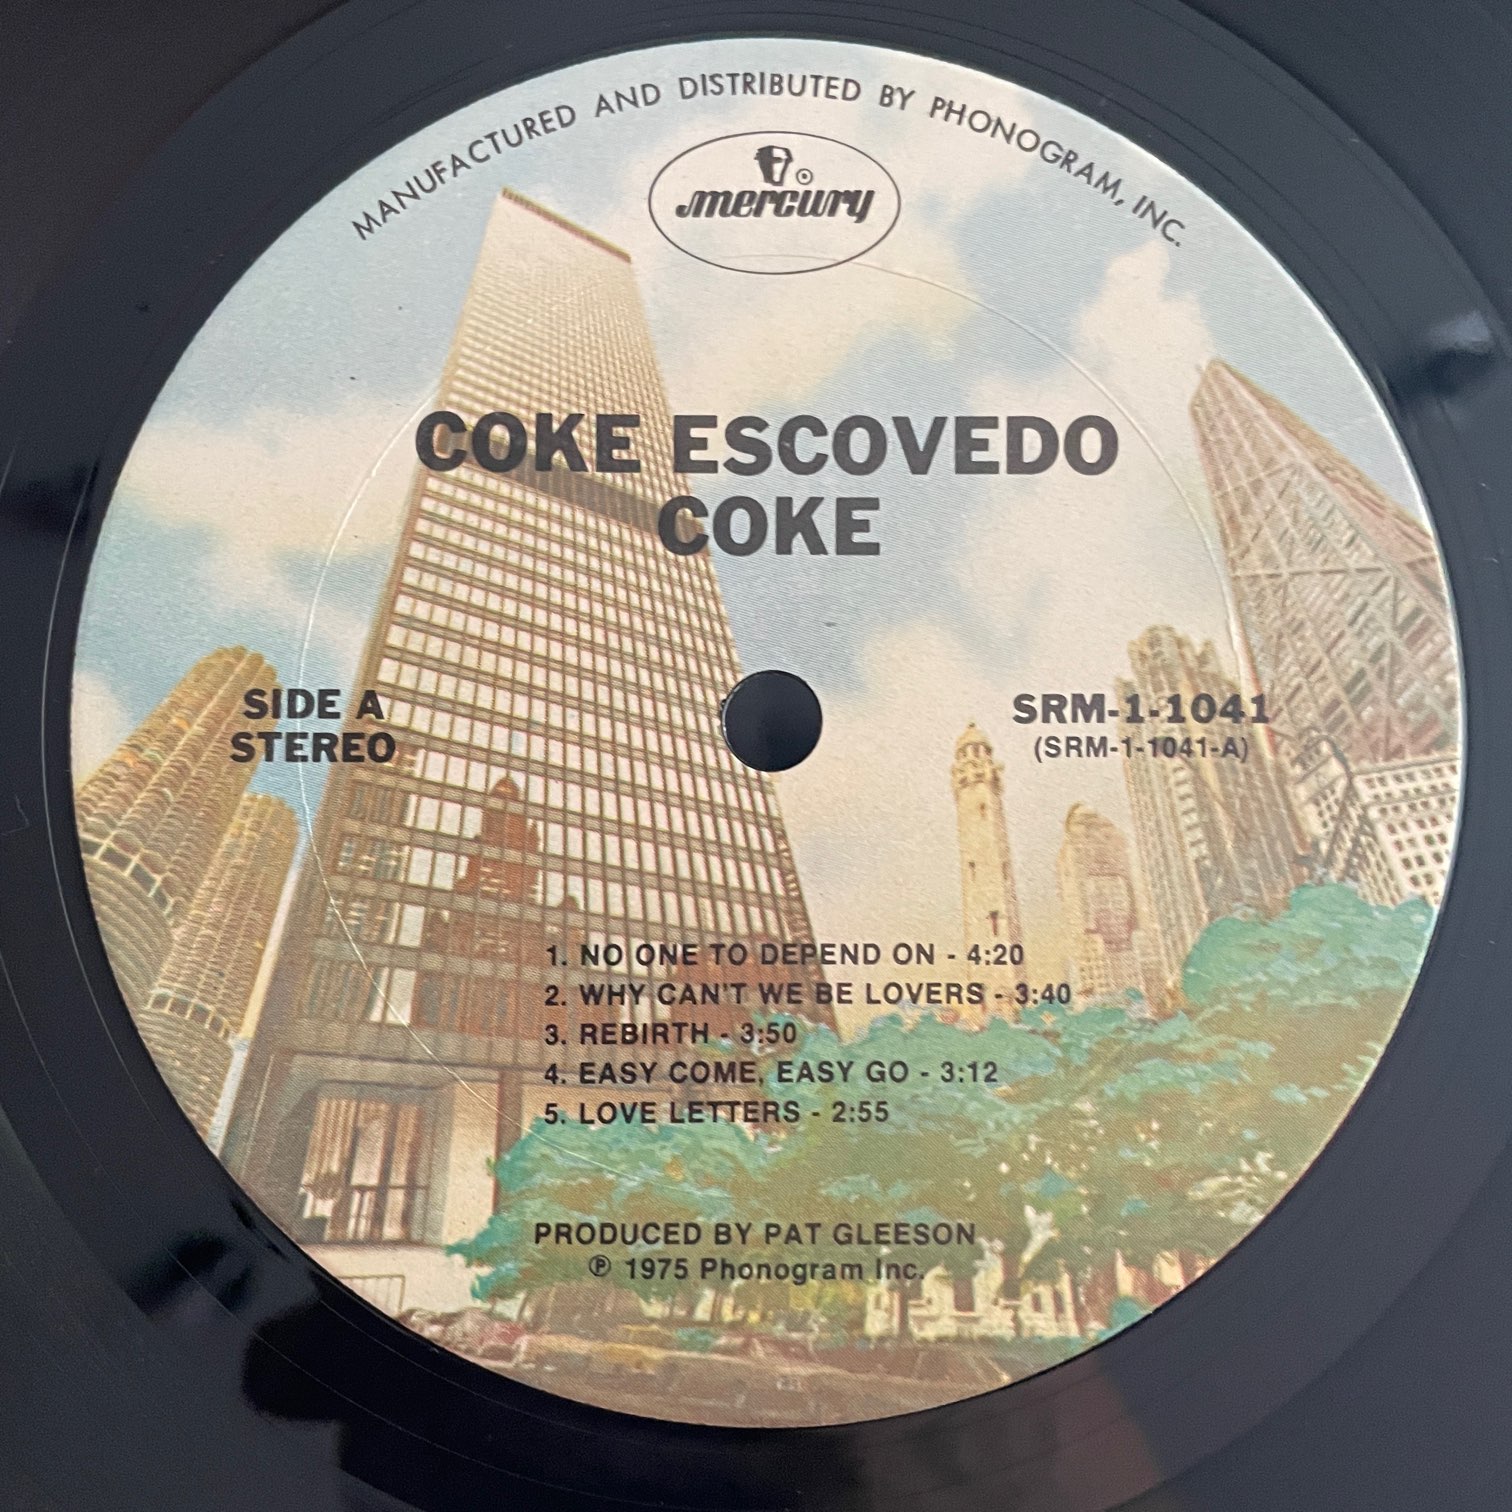 MANUFACTURED AND DISTRIBUTED BY PHONOGRAM, INC.
mercury®
COKE ESCOVEDO
COKE
SIDE A
STEREO
SRM-1-1041
(SRM-1-1041-A)
1. NO ONE TO DEPEND ON - 4:20
2. WHY CAN'T WE BE LOVERS - 3:40
3. REBIRTH - 3:50
4. EASY COME, EASY GO - 3:12
5. LOVE LETTERS - 2:55
PRODUCED BY PAT GLEESON
℗ 1975 Phonogram Inc.